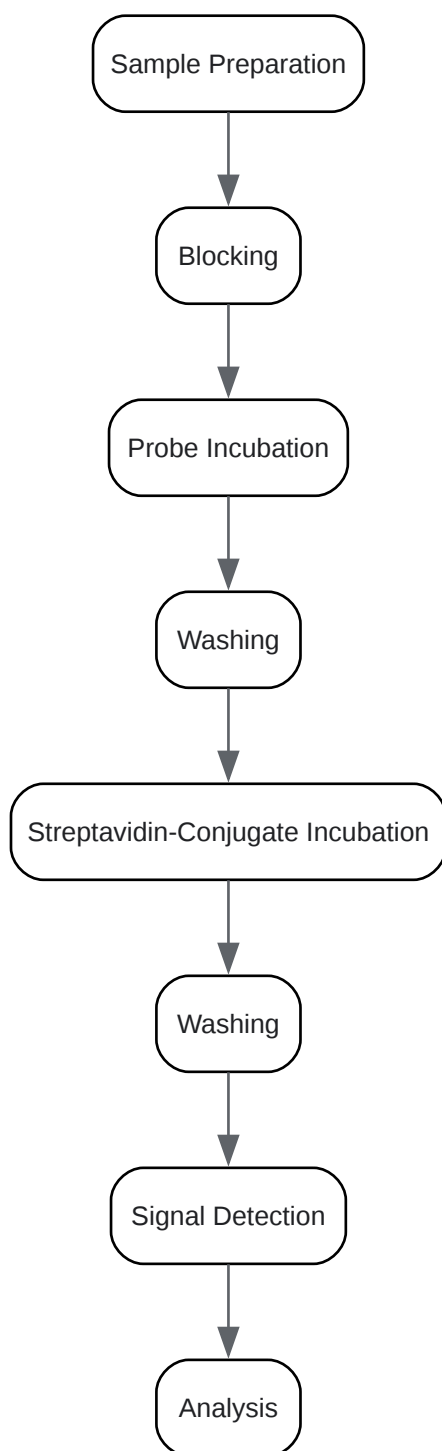 Sample Preparation
Blocking
Probe Incubation
Washing
Streptavidin-Conjugate Incubation
Washing
Signal Detection
Analysis